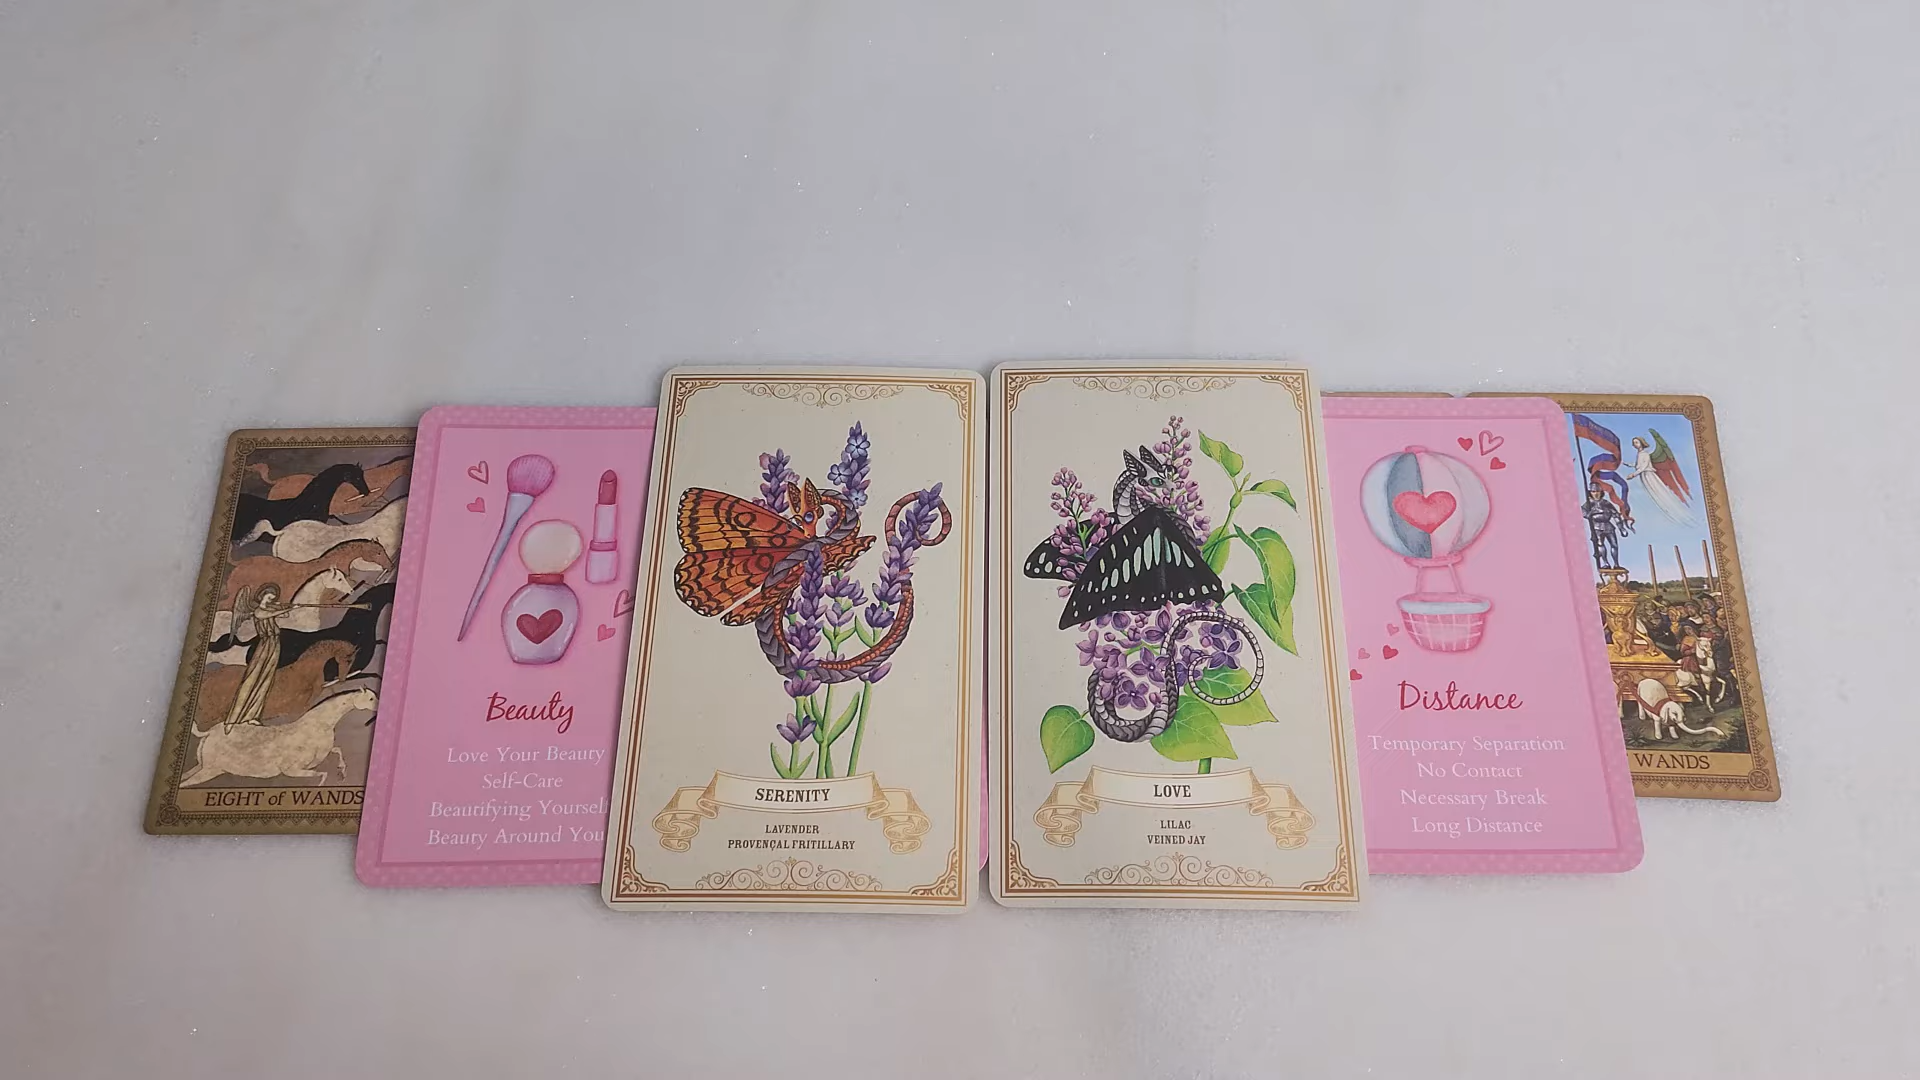 EIGHT of WANDS
Beauty
Love Your Beauty
Self-Care
Beautifying Yourself
Beauty Around You
SERENITY
LAVENDER
PROVENÇAL FRITILLARY
LOVE
LILAC
VEINED JAY
Distance
Temporary Separation
No Contact
Necessary Break
Long Distance
WANDS